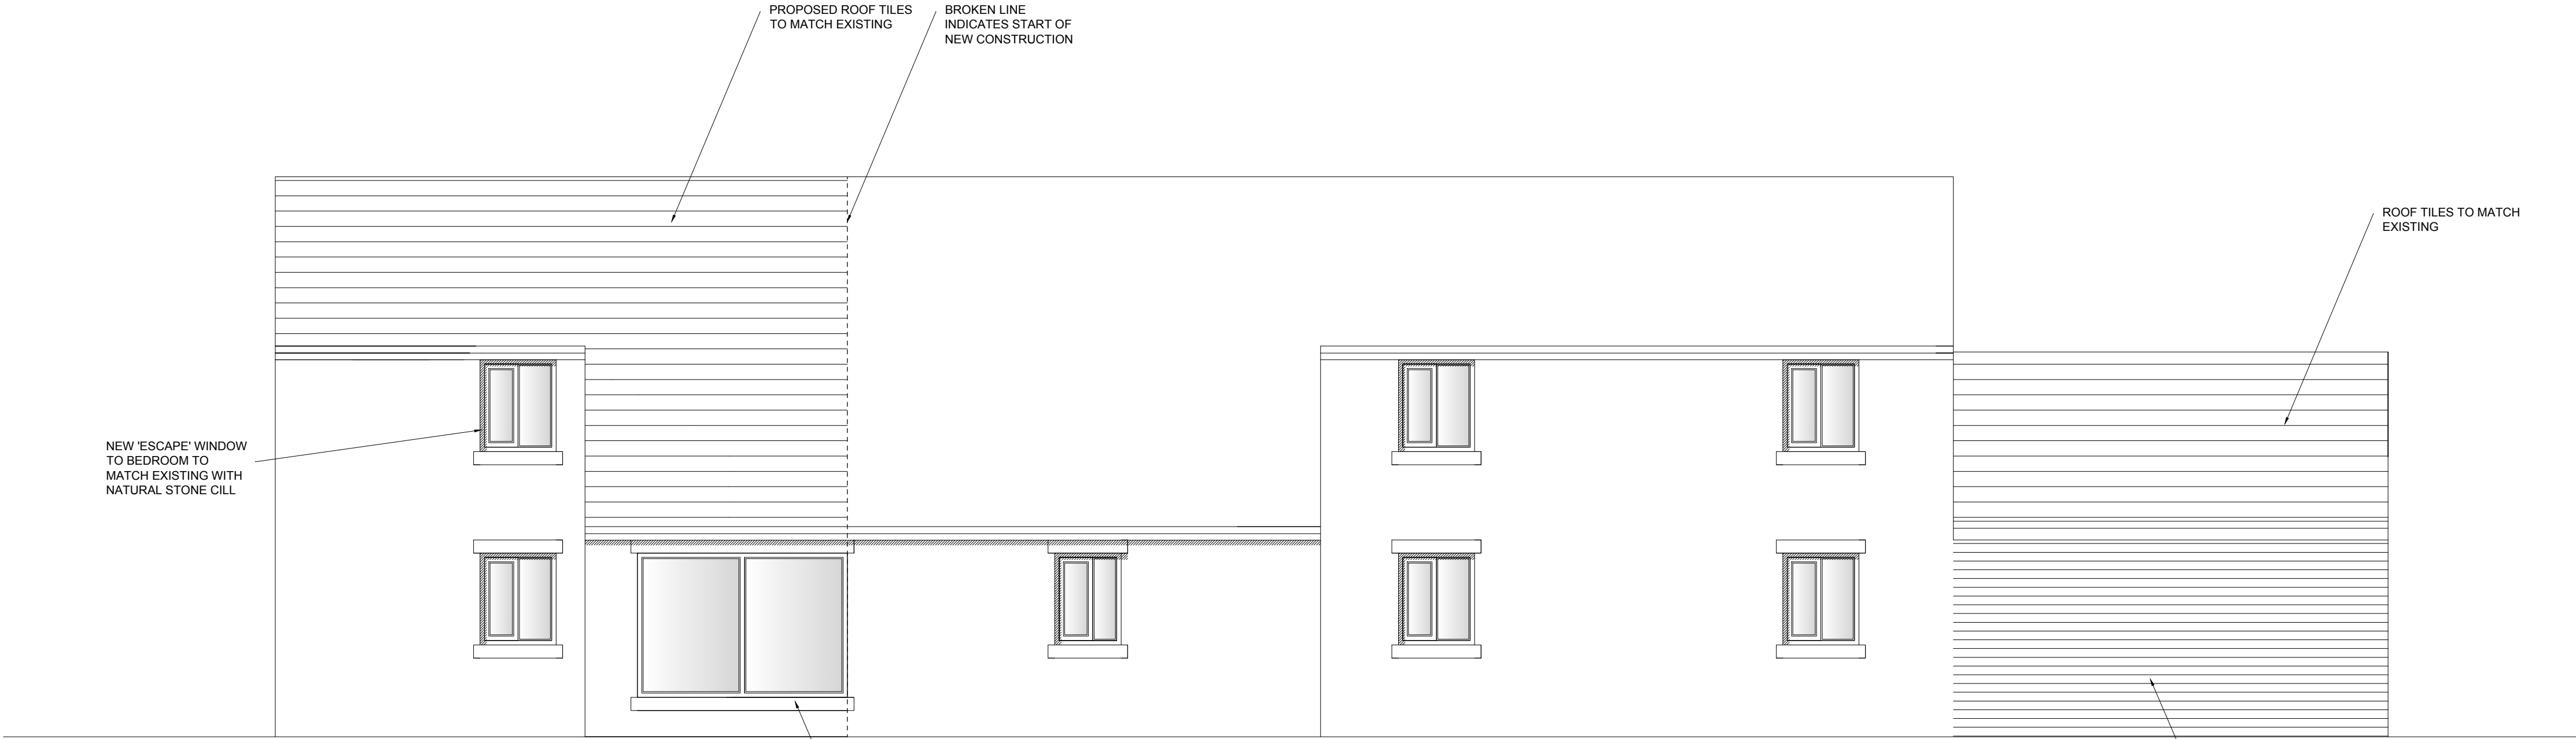 PROPOSED ROOF TILES
TO MATCH EXISTING
BROKEN LINE
INDICATES START OF
NEW CONSTRUCTION
ROOF TILES TO MATCH
EXISTING
NEW 'ESCAPE' WINDOW
TO BEDROOM TO
MATCH EXISTING WITH
NATURAL STONE CILL